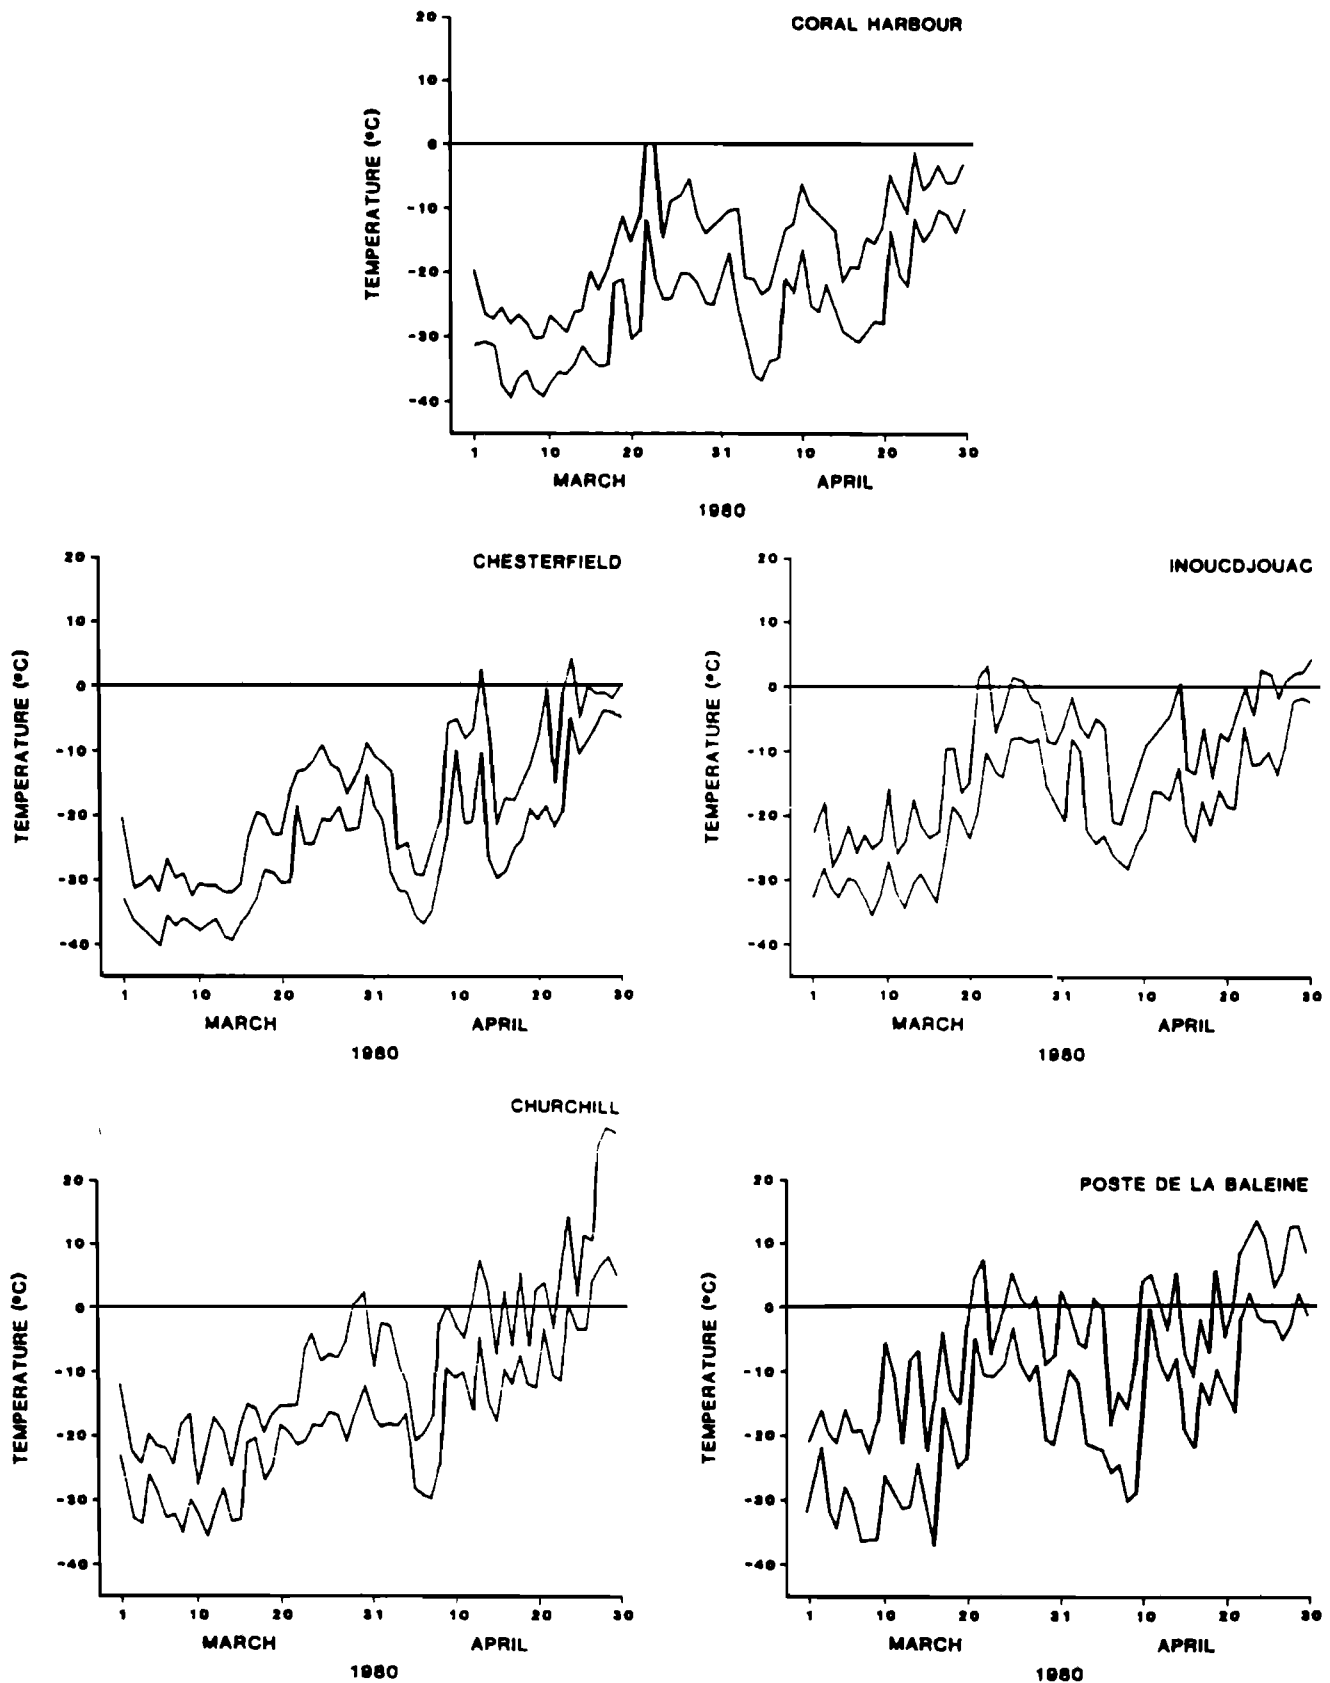 CORAL HARBOUR
20
10
0
-10
-20
-30
-40
TEMPERATURE (°C)
1 10 20 31 10 20 30
MARCH APRIL
1980
CHESTERFIELD
20
10
0
-10
-20
-30
-40
TEMPERATURE (°C)
1 10 20 31 10 20 30
MARCH APRIL
1980
INOUCDJOUAC
20
10
0
-10
-20
-30
-40
TEMPERATURE (°C)
1 10 20 31 10 20 30
MARCH APRIL
1980
CHURCHILL
20
10
0
-10
-20
-30
-40
TEMPERATURE (°C)
1 10 20 31 10 20 30
MARCH APRIL
1980
POSTE DE LA BALEINE
20
10
0
-10
-20
-30
-40
TEMPERATURE (°C)
1 10 20 31 10 20 30
MARCH APRIL
1980